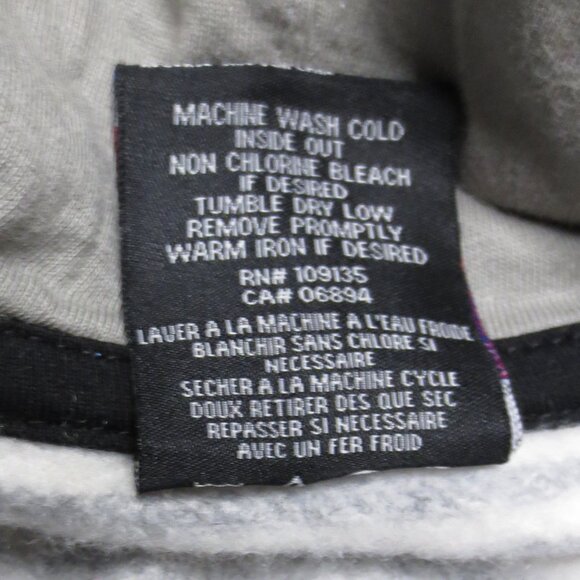 MACHINE WASH COLD
INSIDE OUT
NON CHLORINE BLEACH
IF DESIRED
TUMBLE DRY LOW
REMOVE PROMPTLY
WARM IRON IF DESIRED
RN# 109135
CA# 06894
LAVER A LA MACHINE A L'EAU FROIDE
BLANCHIR SANS CHLORE SI
NECESSAIRE
SECHER A LA MACHINE CYCLE
DOUX RETIRER DES QUE SEC
REPASSER SI NECESSAIRE
AVEC UN FER FROID